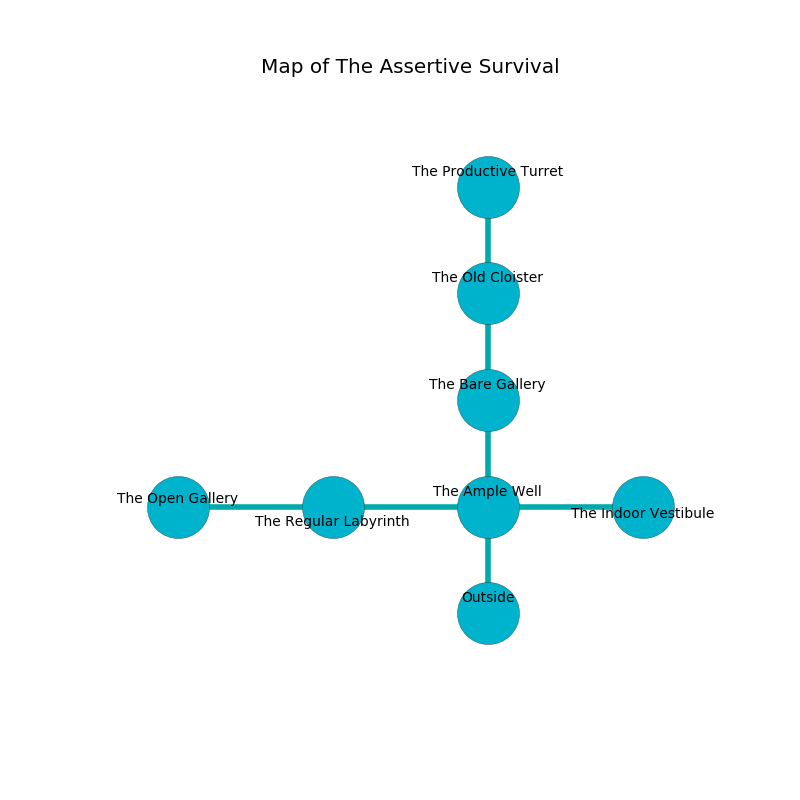 Map of The Assertive Survival
The Productive Turret
The Old Cloister
The Bare Gallery
The Ample Well
The Open Gallery
The Indoor Vestibule
The Regular Labyrinth
Outside